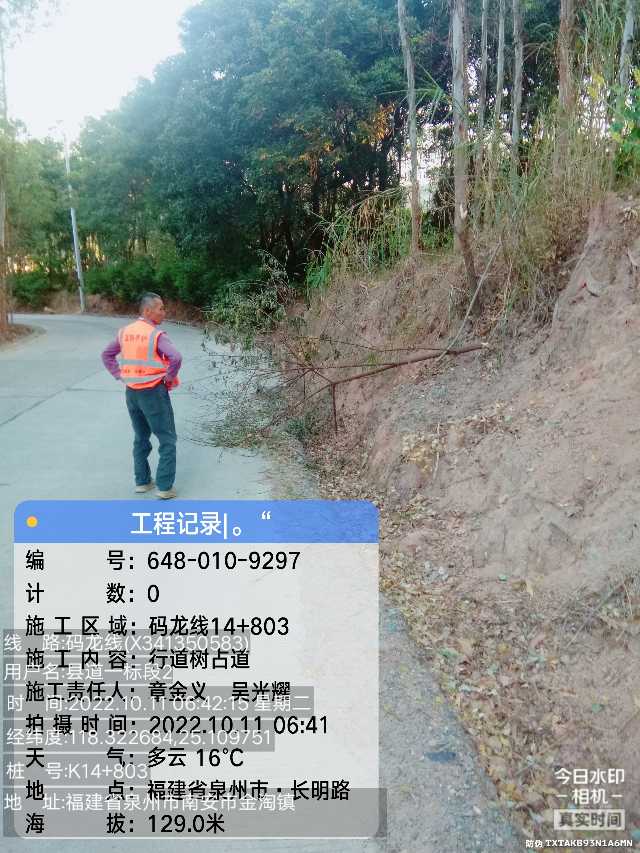 工程记录|。“
编 号：648-010-9297
计 数：0
施工区域：码龙线14+803
线 路:码龙线(X341350583)
施工内容：行道树占道
用户名:县道一标段2
施工责任人：章金义 吴光耀
时 间:2022.10.11 06:42:15 星期二
拍摄时间：2022.10.11 06:41
经纬度:118.322684,25.109751
天 气：多云 16℃
桩 号:K14+803
地 点：福建省泉州市·长明路
地 址:福建省泉州市南安市金淘镇
海 拔：129.0米
今日水印
相机
真实时间
防伪 TXTAKB93N1A6MN